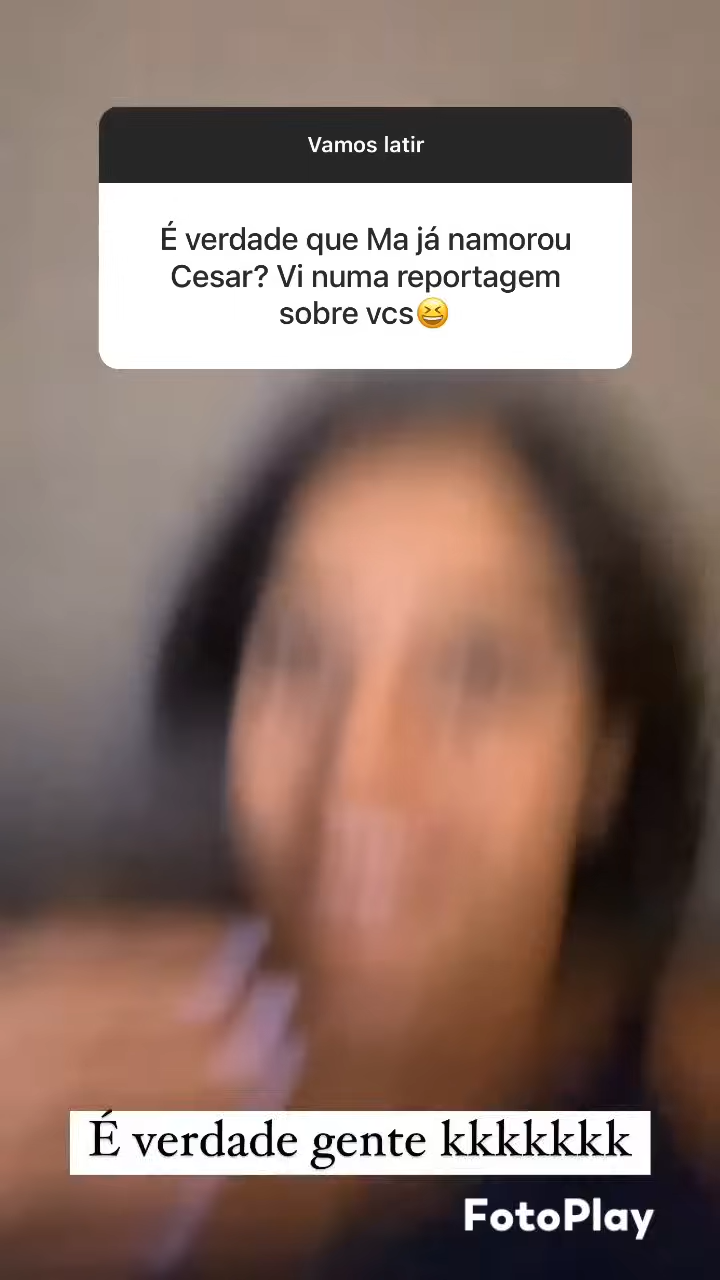 Vamos latir
É verdade que Ma já namorou
Cesar? Vi numa reportagem
sobre vcs😆
É verdade gente kkkkkkk
FotoPlay